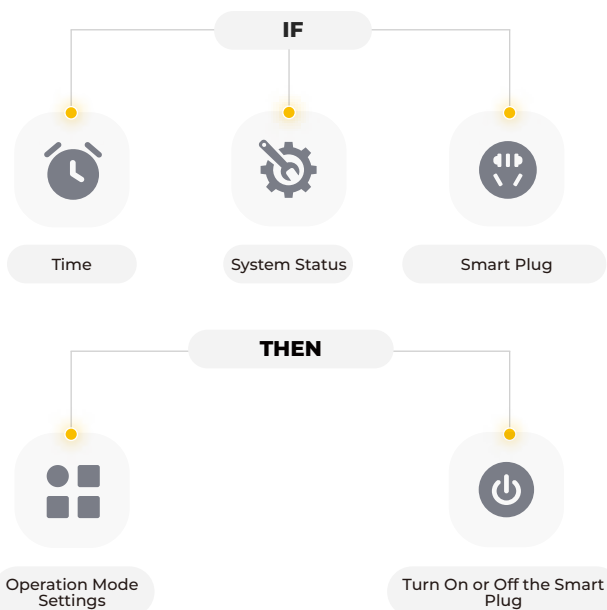 IF
Time
System Status
Smart Plug
THEN
Operation Mode
Settings
Turn On or Off the Smart
Plug